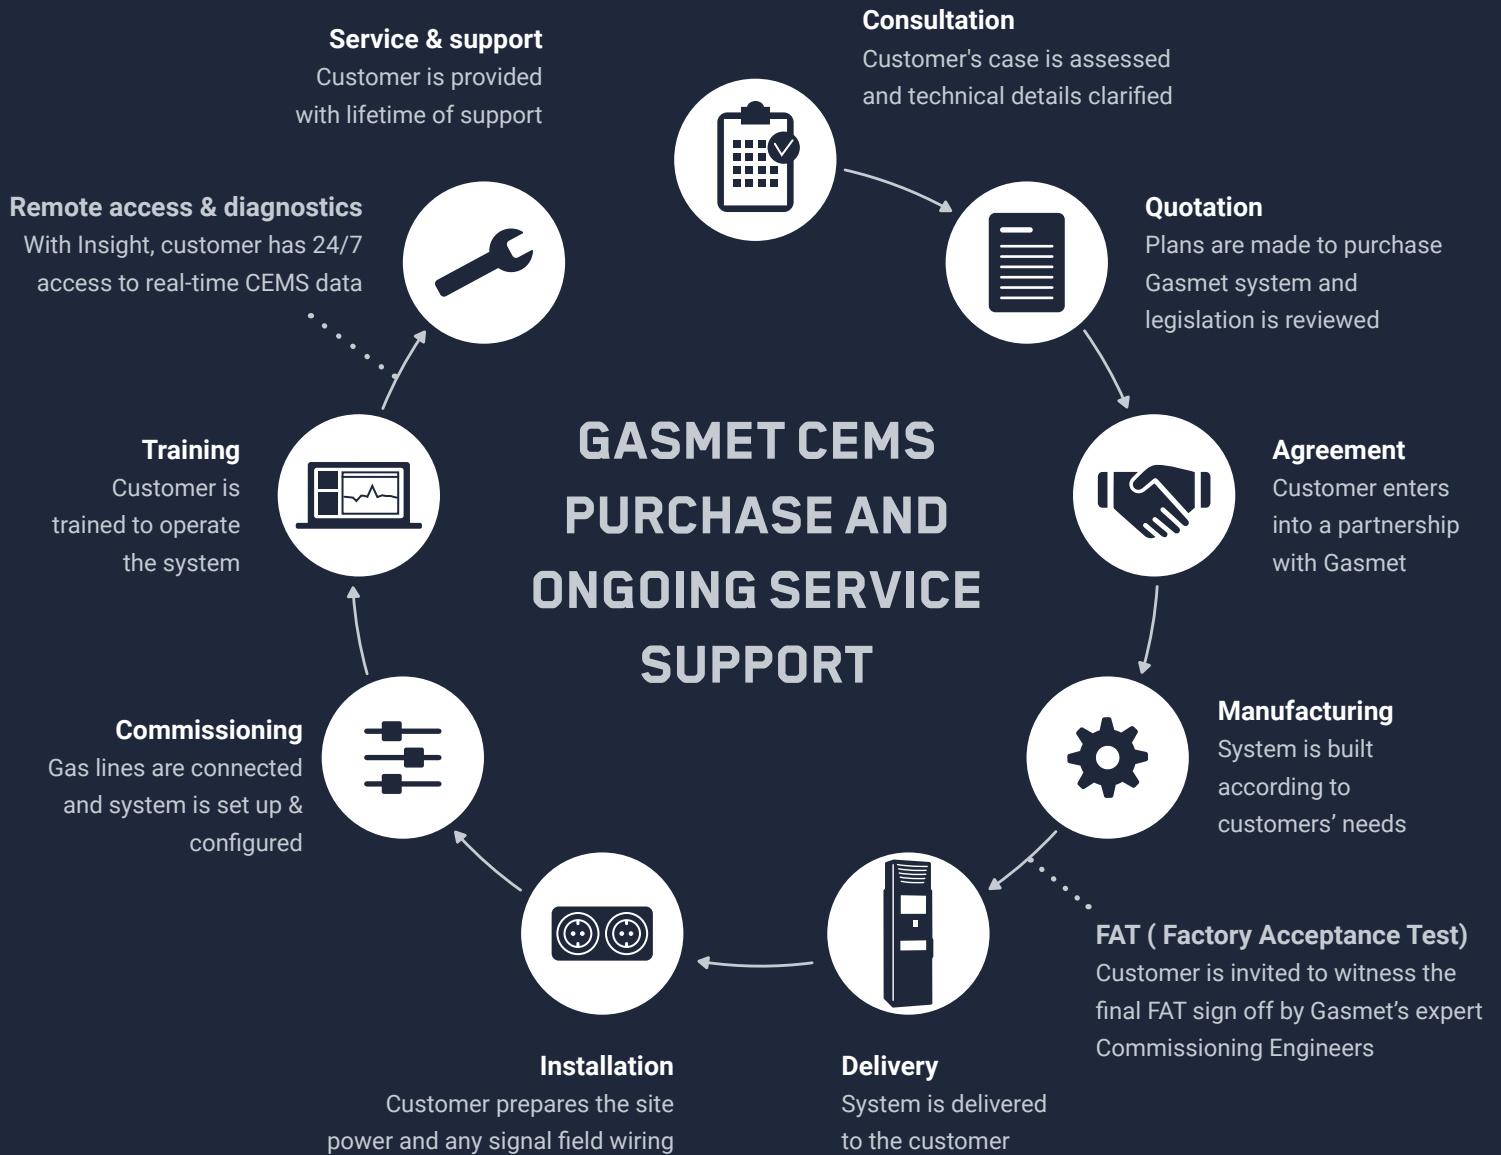 Consultation
Customer's case is assessed
and technical details clarified
Quotation
Plans are made to purchase
Gasmet system and
legislation is reviewed
Agreement
Customer enters
into a partnership
with Gasmet
Manufacturing
System is built
according to
customers’ needs
FAT ( Factory Acceptance Test)
Customer is invited to witness the
final FAT sign off by Gasmet’s expert
Commissioning Engineers
Delivery
System is delivered
to the customer
Installation
Customer prepares the site
power and any signal field wiring
Commissioning
Gas lines are connected
and system is set up &
configured
Training
Customer is
trained to operate
the system
Remote access & diagnostics
With Insight, customer has 24/7
access to real-time CEMS data
Service & support
Customer is provided
with lifetime of support
GASMET CEMS
PURCHASE AND
ONGOING SERVICE
SUPPORT